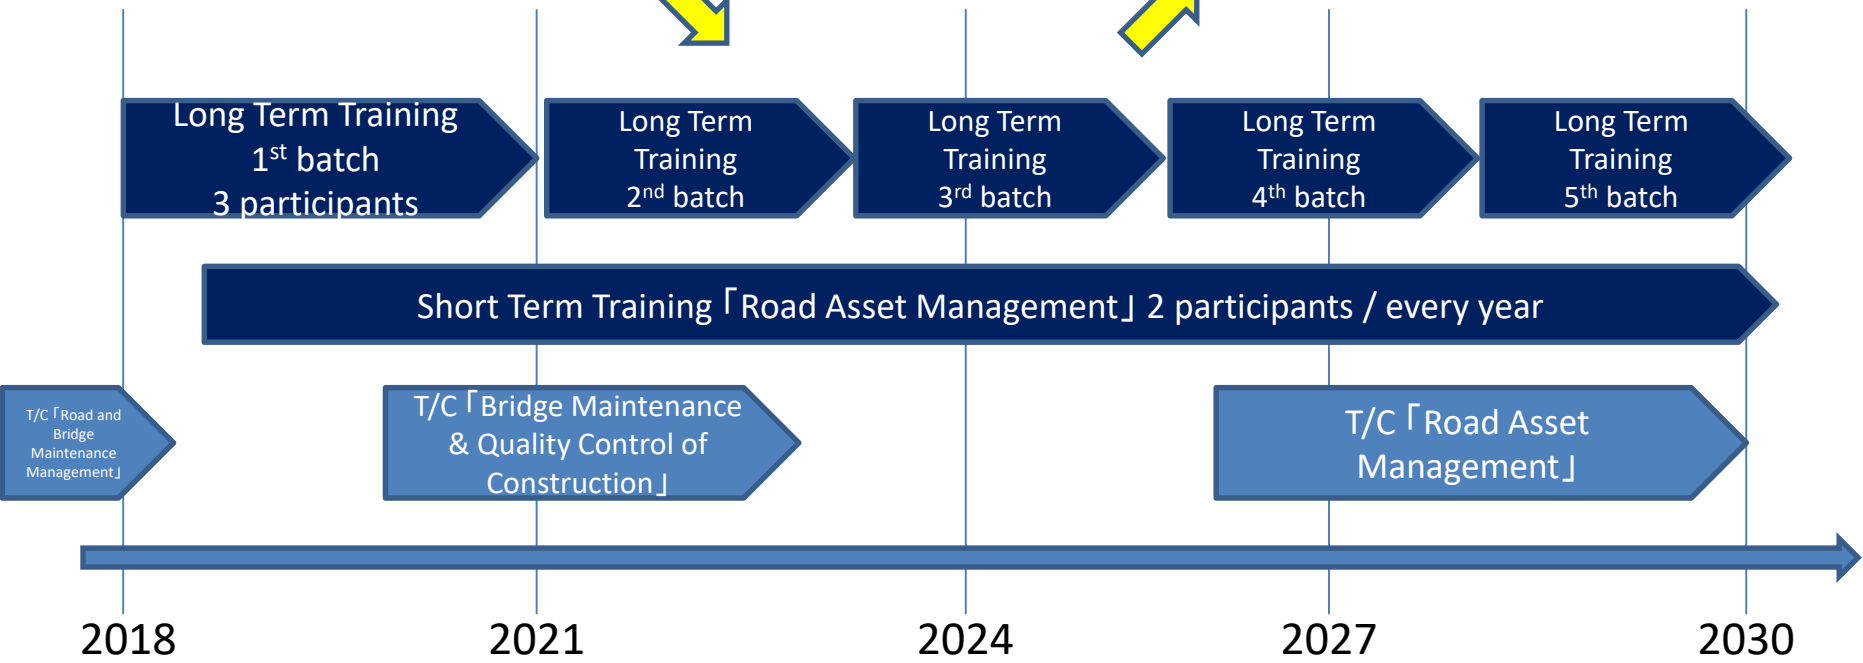 Long Term Training
1st batch
3 participants
Long Term
Training
2nd batch
Long Term
Training
3rd batch
Long Term
Training
4th batch
Long Term
Training
5th batch
Short Term Training「Road Asset Management」2 participants / every year
T/C「Road and
Bridge
Maintenance
Management」
T/C「Bridge Maintenance
& Quality Control of
Construction」
T/C「Road Asset
Management」
2018
2021
2024
2027
2030